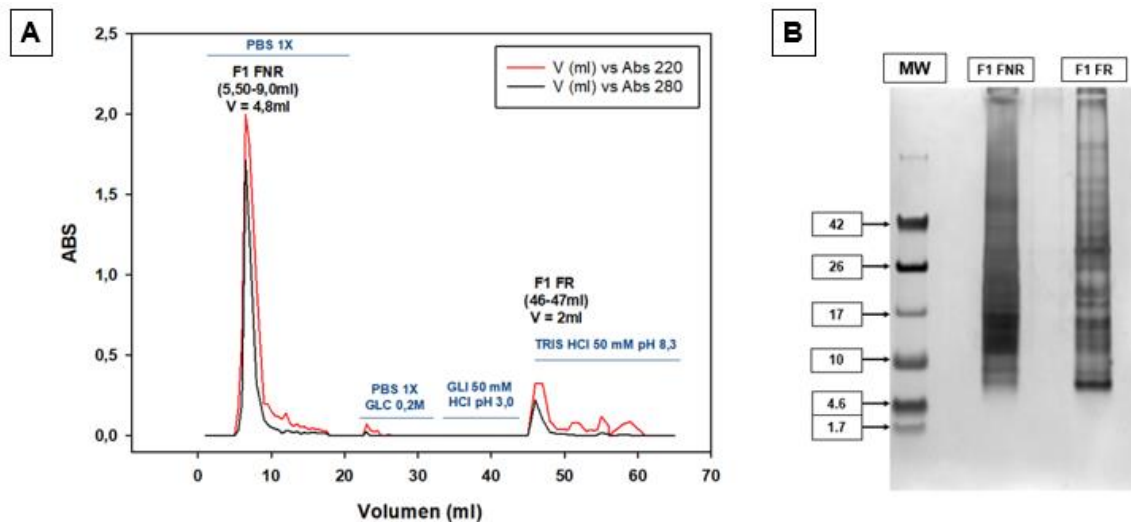 A
2,5
2,0
1,5
1,0
0,5
0,0
ABS
PBS 1X
F1 FNR
(5,50-9,0ml)
V = 4,8ml
V (ml) vs Abs 220
V (ml) vs Abs 280
PBS 1X
GLC 0,2M
GLI 50 mM
HCl pH 3,0
F1 FR
(46-47ml)
V = 2ml
TRIS HCl 50 mM pH 8,3
0 10 20 30 40 50 60 70
Volumen (ml)
B
MW F1 FNR F1 FR
42
26
17
10
4.6
1.7